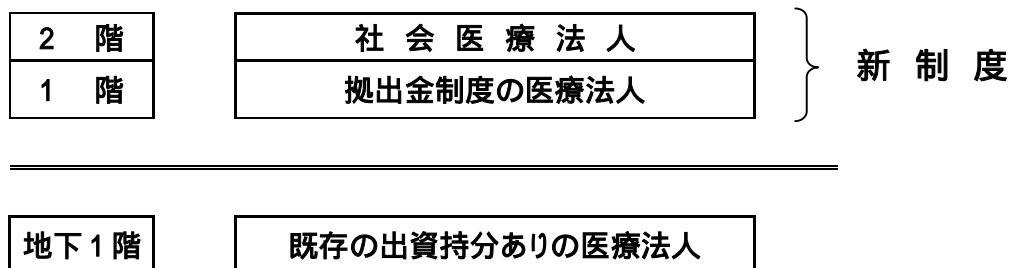 2 階 社会医療法人
1 階 拠出金制度の医療法人
新制度
地下1階 既存の出資持分ありの医療法人